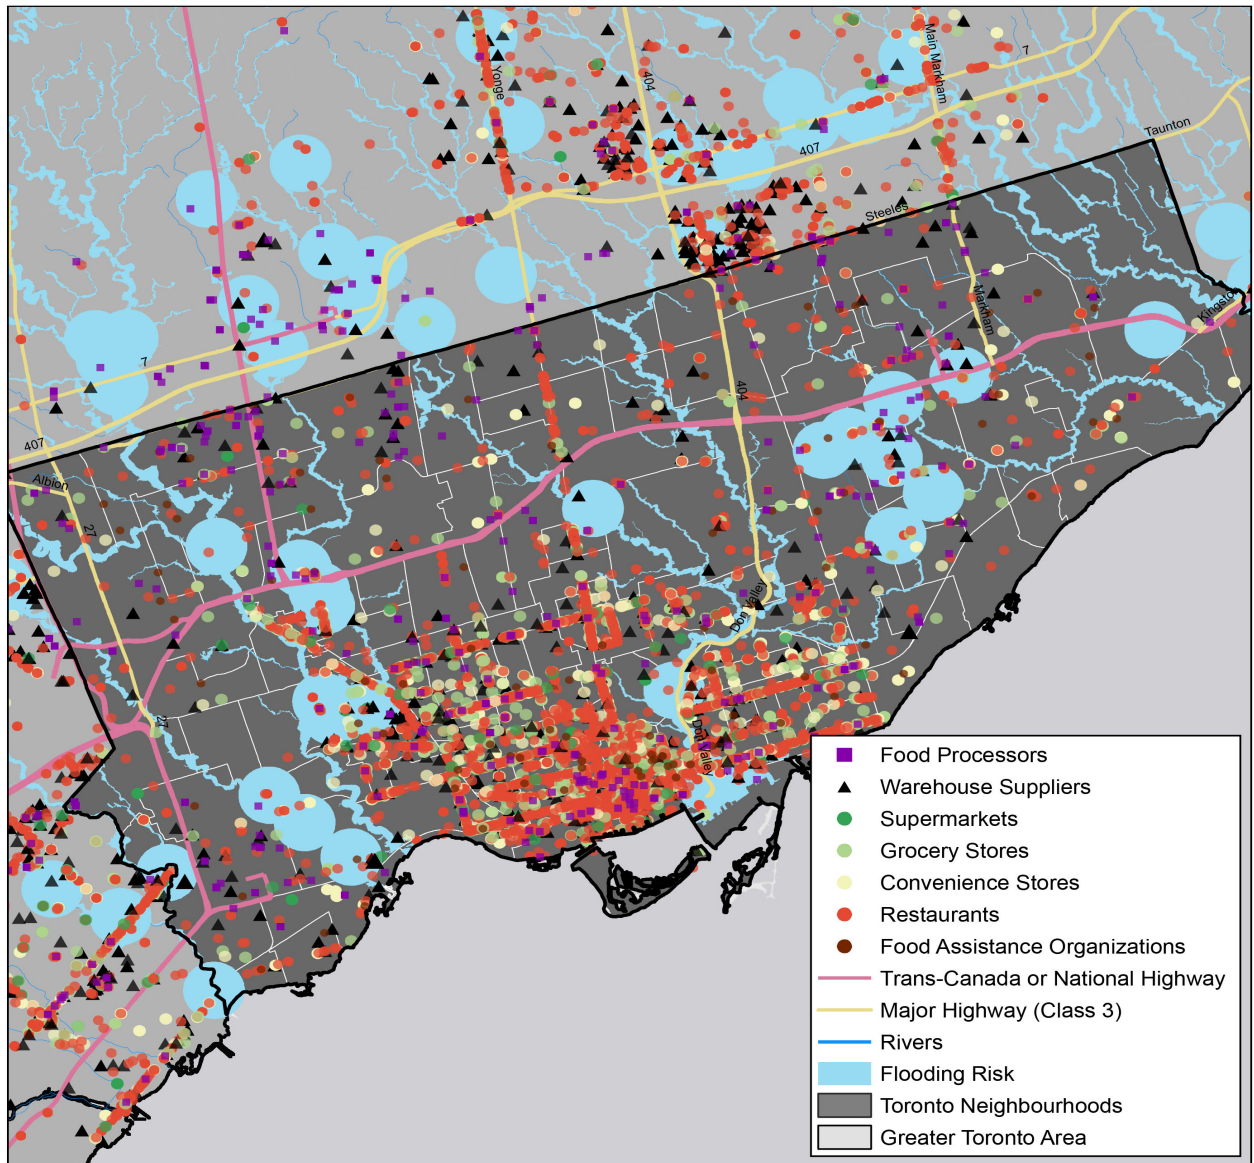 Main Markham
7
Yonge
404
407
Taunton
Steeles
Kingston
Markham
7
404
407
Albion
27
Don Valley
27
Don Valley
Food Processors
Warehouse Suppliers
Supermarkets
Grocery Stores
Convenience Stores
Restaurants
Food Assistance Organizations
Trans-Canada or National Highway
Major Highway (Class 3)
Rivers
Flooding Risk
Toronto Neighbourhoods
Greater Toronto Area